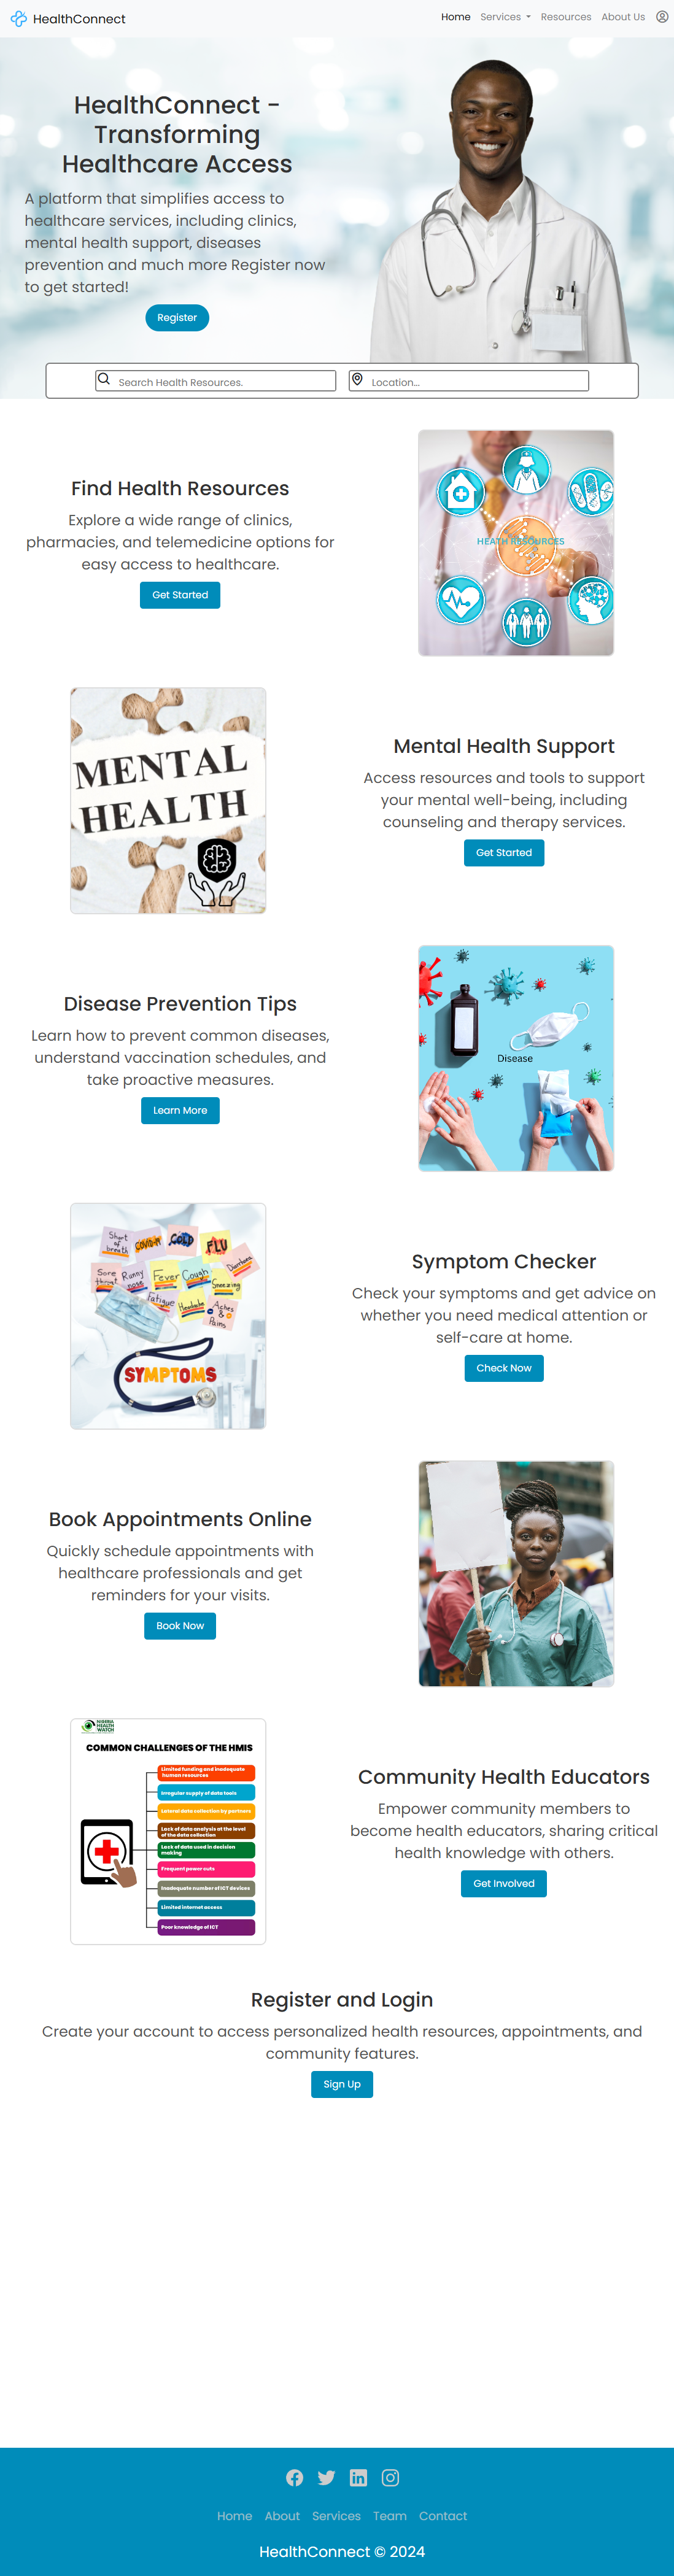 HealthConnect
Home Services Resources About Us
HealthConnect -
Transforming
Healthcare Access
A platform that simplifies access to
healthcare services, including clinics,
mental health support, diseases
prevention and much more Register now
to get started!
Register
Search Health Resources.
Location...
Find Health Resources
Explore a wide range of clinics,
pharmacies, and telemedicine options for
easy access to healthcare.
Get Started
HEATH RESOURCES
MENTAL
HEALTH
Mental Health Support
Access resources and tools to support
your mental well-being, including
counseling and therapy services.
Get Started
Disease Prevention Tips
Learn how to prevent common diseases,
understand vaccination schedules, and
take proactive measures.
Learn More
Disease
Short
of
breath
COVID-19
COLD
FLU
Diarrhea
Sore
throat
Runny
nose
Fever
Cough
Sneezing
Fatigue
Headache
Aches
&
Pains
SYMPTOMS
Symptom Checker
Check your symptoms and get advice on
whether you need medical attention or
self-care at home.
Check Now
Book Appointments Online
Quickly schedule appointments with
healthcare professionals and get
reminders for your visits.
Book Now
NIGERIA
HEALTH
WATCH
COMMON CHALLENGES OF THE HMIS
Limited funding and inadequate
human resources
Irregular supply of data tools
Lateral data collection by partners
Lack of data analysis at the level
of the data collection
Lack of data used in decision
making
Frequent power cuts
Inadequate number of ICT devices
Limited internet access
Poor knowledge of ICT
Community Health Educators
Empower community members to
become health educators, sharing critical
health knowledge with others.
Get Involved
Register and Login
Create your account to access personalized health resources, appointments, and
community features.
Sign Up
Home About Services Team Contact
HealthConnect © 2024